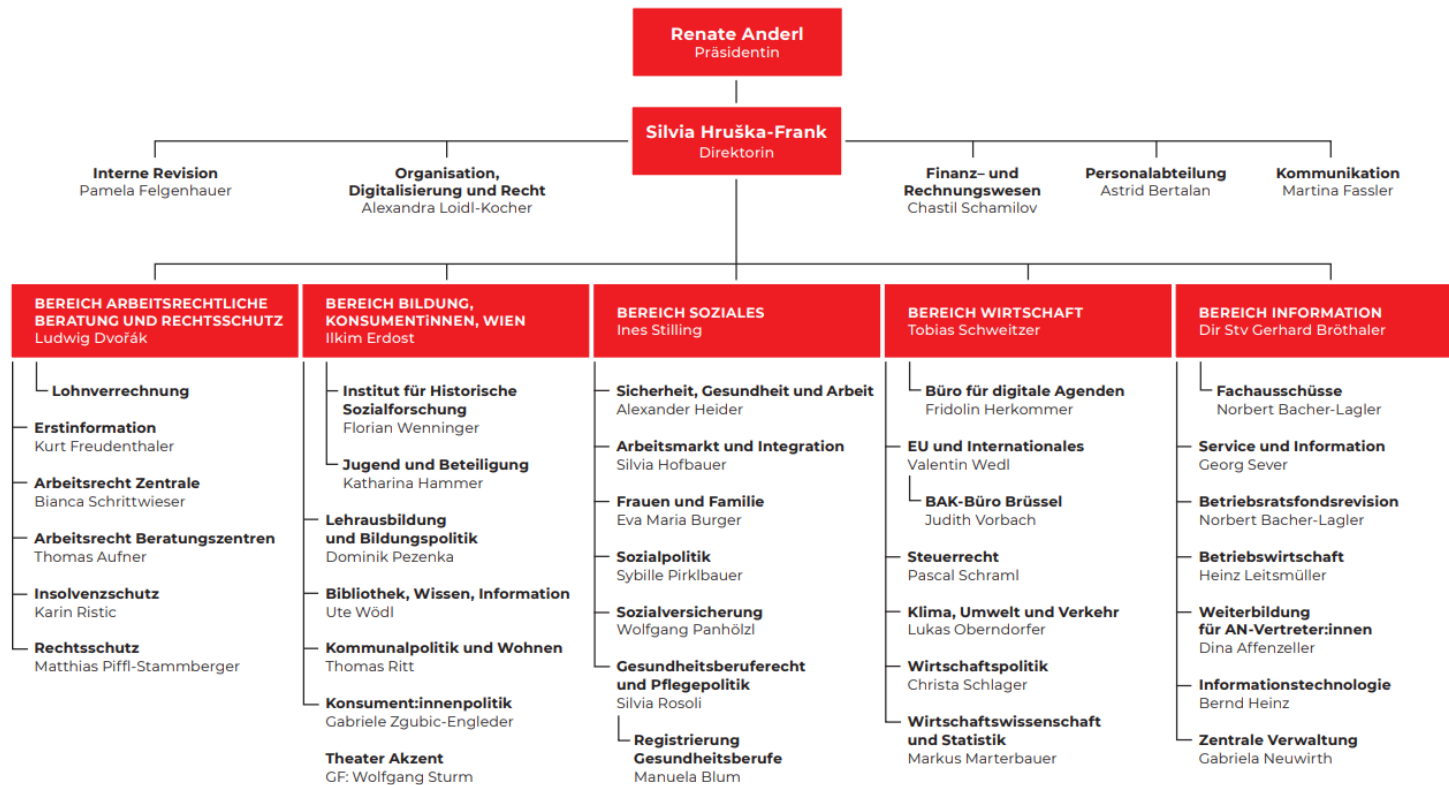 Renate Anderl
Präsidentin
Silvia Hruška-Frank
Direktorin
Interne Revision
Pamela Felgenhauer
Organisation,
Digitalisierung und Recht
Alexandra Loidl-Kocher
Finanz– und
Rechnungswesen
Chastil Schamilov
Personalabteilung
Astrid Bertalan
Kommunikation
Martina Fassler
BEREICH ARBEITSRECHTLICHE
BERATUNG UND RECHTSSCHUTZ
Ludwig Dvořák
Lohnverrechnung
Erstinformation
Kurt Freudenthaler
Arbeitsrecht Zentrale
Bianca Schrittwieser
Arbeitsrecht Beratungszentren
Thomas Aufner
Insolvenzschutz
Karin Ristic
Rechtsschutz
Matthias Piffl-Stammberger
BEREICH BILDUNG,
KONSUMENTiNNEN, WIEN
Ilkim Erdost
Institut für Historische
Sozialforschung
Florian Wenninger
Jugend und Beteiligung
Katharina Hammer
Lehrausbildung
und Bildungspolitik
Dominik Pezenka
Bibliothek, Wissen, Information
Ute Wödl
Kommunalpolitik und Wohnen
Thomas Ritt
Konsument:innenpolitik
Gabriele Zgubic-Engleder
Theater Akzent
GF: Wolfgang Sturm
BEREICH SOZIALES
Ines Stilling
Sicherheit, Gesundheit und Arbeit
Alexander Heider
Arbeitsmarkt und Integration
Silvia Hofbauer
Frauen und Familie
Eva Maria Burger
Sozialpolitik
Sybille Pirklbauer
Sozialversicherung
Wolfgang Panhölzl
Gesundheitsberuferecht
und Pflegepolitik
Silvia Rosoli
Registrierung
Gesundheitsberufe
Manuela Blum
BEREICH WIRTSCHAFT
Tobias Schweitzer
Büro für digitale Agenden
Fridolin Herkommer
EU und Internationales
Valentin Wedl
BAK-Büro Brüssel
Judith Vorbach
Steuerrecht
Pascal Schraml
Klima, Umwelt und Verkehr
Lukas Oberndorfer
Wirtschaftspolitik
Christa Schlager
Wirtschaftswissenschaft
und Statistik
Markus Marterbauer
BEREICH INFORMATION
Dir Stv Gerhard Bröthaler
Fachausschüsse
Norbert Bacher-Lagler
Service und Information
Georg Sever
Betriebsratsfondsrevision
Norbert Bacher-Lagler
Betriebswirtschaft
Heinz Leitsmüller
Weiterbildung
für AN-Vertreter:innen
Dina Affenzeller
Informationstechnologie
Bernd Heinz
Zentrale Verwaltung
Gabriela Neuwirth